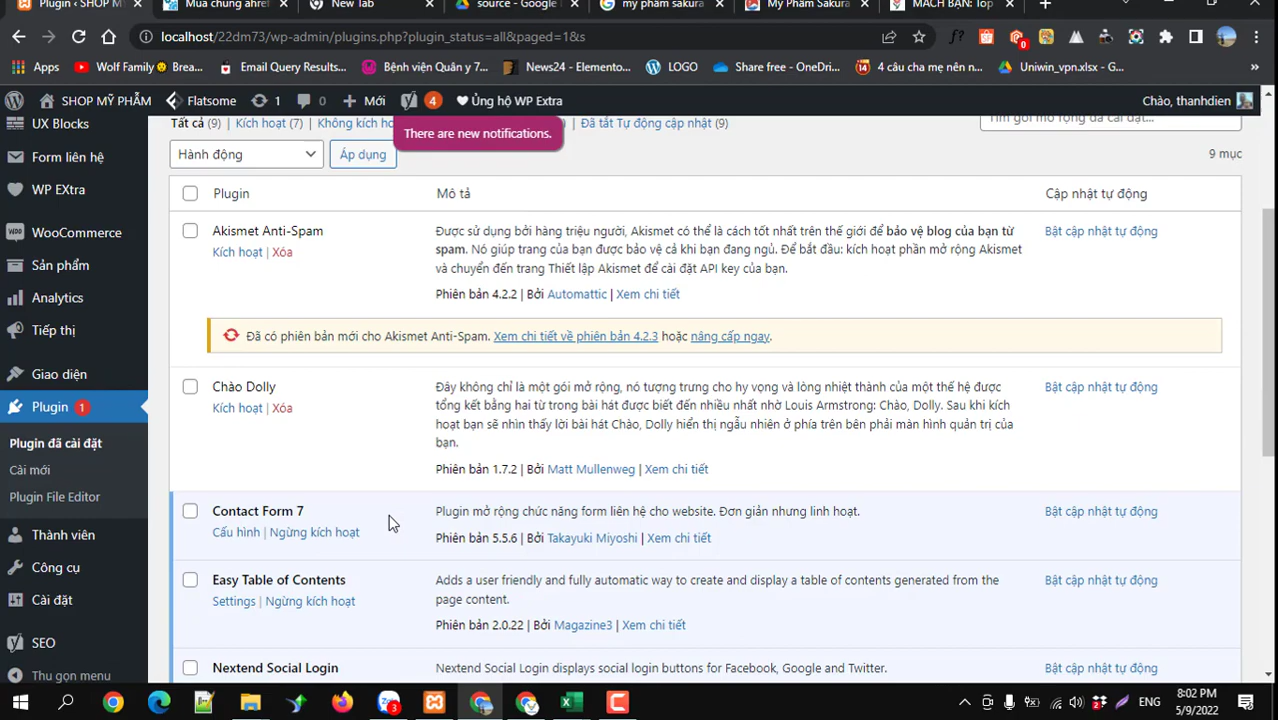 Plugin ‹ SHOP M
Mua chung ahref
New Tab
source - Google
my pham sakura
My Phẩm Sakura
MÁCH BẠN: Top
localhost/22dm73/wp-admin/plugins.php?plugin_status=all&paged=1&s
Apps
Wolf Family Brea...
Email Query Results...
Bệnh viện Quân y 7...
News24 - Elemento...
LOGO
Share free - OneDri...
4 câu cha mẹ nên n...
Uniwin_vpn.xlsx - G...
»
SHOP MỸ PHẨM
Flatsome
1
0
Mới
4
Ủng hộ WP Extra
Chào, thanhdien
UX Blocks
Form liên hệ
WP EXtra
WooCommerce
Sản phẩm
Analytics
Tiếp thị
Giao diện
Plugin 1
Plugin đã cài đặt
Cài mới
Plugin File Editor
Thành viên
Công cụ
Cài đặt
SEO
Thu gọn menu
Tất cả (9) | Kích hoạt (7) | Không kích ho
) | Đã tắt Tự động cập nhật (9)
There are new notifications.
Tìm gói mở rộng đã cài đặt...
Hành động
Áp dụng
9 mục
Plugin
Mô tả
Cập nhật tự động
Akismet Anti-Spam
Kích hoạt | Xóa
Được sử dụng bởi hàng triệu người, Akismet có thể là cách tốt nhất trên thế giới để bảo vệ blog của bạn từ
spam. Nó giúp trang của bạn được bảo vệ cả khi bạn đang ngủ. Để bắt đầu: kích hoạt phần mở rộng Akismet
và chuyển đến trang Thiết lập Akismet để cài đặt API key của bạn.
Phiên bản 4.2.2 | Bởi Automattic | Xem chi tiết
Bật cập nhật tự động
Đã có phiên bản mới cho Akismet Anti-Spam. Xem chi tiết về phiên bản 4.2.3 hoặc nâng cấp ngay.
Chào Dolly
Kích hoạt | Xóa
Đây không chỉ là một gói mở rộng, nó tượng trưng cho hy vọng và lòng nhiệt thành của một thế hệ được
tổng kết bằng hai từ trong bài hát được biết đến nhiều nhất nhờ Louis Armstrong: Chào, Dolly. Sau khi kích
hoạt bạn sẽ nhìn thấy lời bài hát Chào, Dolly hiển thị ngẫu nhiên ở phía trên bên phải màn hình quản trị của
bạn.
Phiên bản 1.7.2 | Bởi Matt Mullenweg | Xem chi tiết
Bật cập nhật tự động
Contact Form 7
Cấu hình | Ngừng kích hoạt
Plugin mở rộng chức năng form liên hệ cho website. Đơn giản nhưng linh hoạt.
Phiên bản 5.5.6 | Bởi Takayuki Miyoshi | Xem chi tiết
Bật cập nhật tự động
Easy Table of Contents
Settings | Ngừng kích hoạt
Adds a user friendly and fully automatic way to create and display a table of contents generated from the
page content.
Phiên bản 2.0.22 | Bởi Magazine3 | Xem chi tiết
Bật cập nhật tự động
Nextend Social Login
Nextend Social Login displays social login buttons for Facebook, Google and Twitter.
Bật cập nhật tự động
3
ENG
8:02 PM
5/9/2022